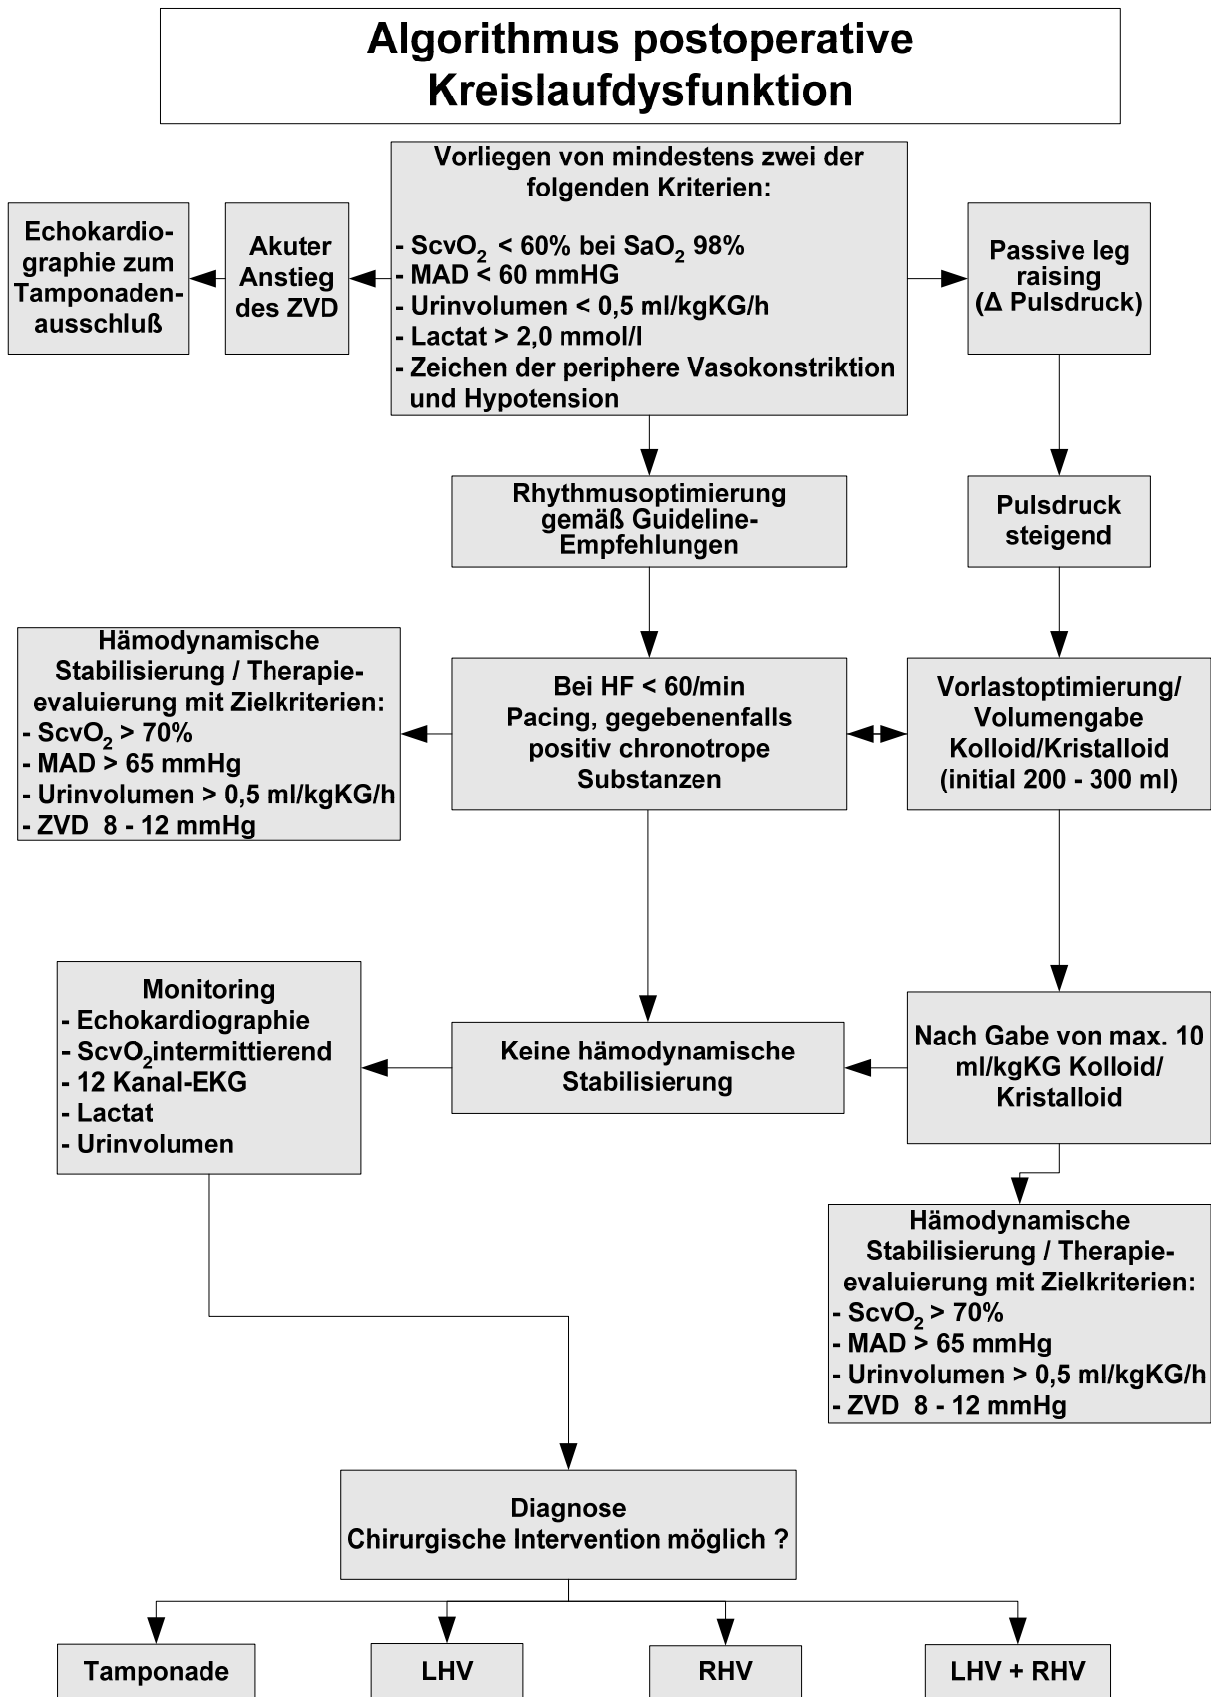 Algorithmus postoperative
Kreislaufdysfunktion
Vorliegen von mindestens zwei der
folgenden Kriterien:
- ScvO₂ < 60% bei SaO₂ 98%
- MAD < 60 mmHG
- Urinvolumen < 0,5 ml/kgKG/h
- Lactat > 2,0 mmol/l
- Zeichen der periphere Vasokonstriktion
und Hypotension
Akuter
Anstieg
des ZVD
Echokardio-
graphie zum
Tamponaden-
ausschluß
Passive leg
raising
(Δ Pulsdruck)
Rhythmusoptimierung
gemäß Guideline-
Empfehlungen
Pulsdruck
steigend
Hämodynamische
Stabilisierung / Therapie-
evaluierung mit Zielkriterien:
- ScvO₂ > 70%
- MAD > 65 mmHg
- Urinvolumen > 0,5 ml/kgKG/h
- ZVD 8 - 12 mmHg
Bei HF < 60/min
Pacing, gegebenenfalls
positiv chronotrope
Substanzen
Vorlastoptimierung/
Volumengabe
Kolloid/Kristalloid
(initial 200 - 300 ml)
Monitoring
- Echokardiographie
- ScvO₂intermittierend
- 12 Kanal-EKG
- Lactat
- Urinvolumen
Keine hämodynamische
Stabilisierung
Nach Gabe von max. 10
ml/kgKG Kolloid/
Kristalloid
Hämodynamische
Stabilisierung / Therapie-
evaluierung mit Zielkriterien:
- ScvO₂ > 70%
- MAD > 65 mmHg
- Urinvolumen > 0,5 ml/kgKG/h
- ZVD 8 - 12 mmHg
Diagnose
Chirurgische Intervention möglich ?
Tamponade
LHV
RHV
LHV + RHV